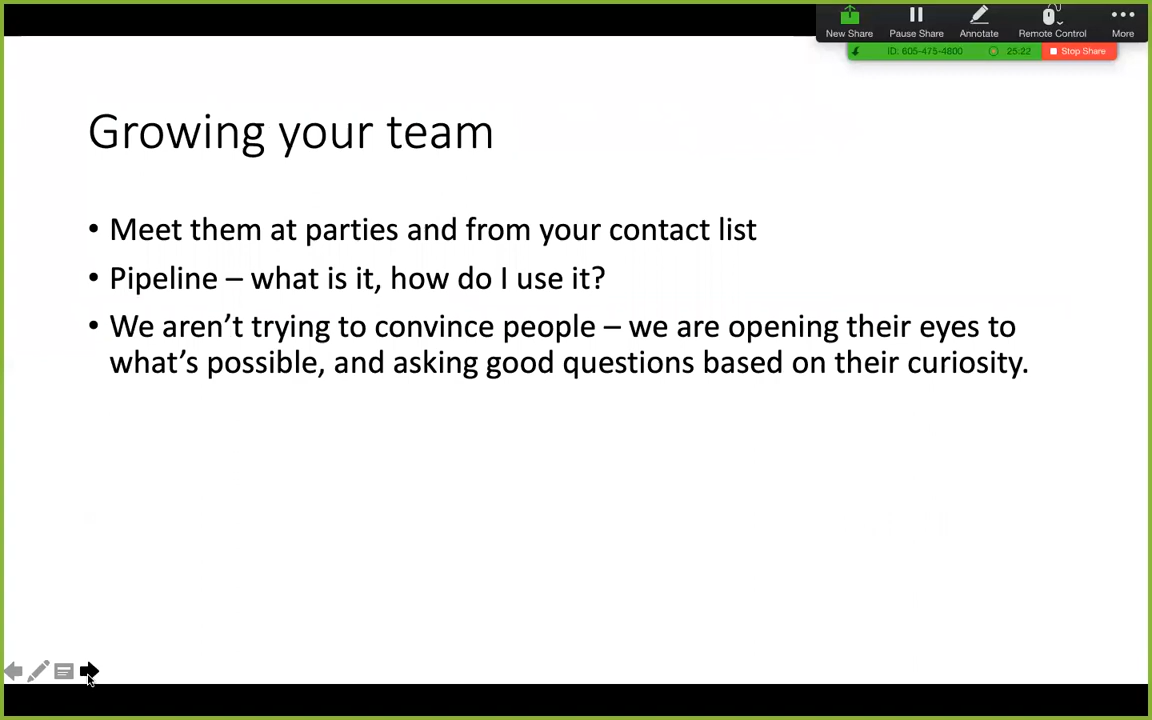 New Share
Pause Share
Annotate
Remote Control
More
ID: 605-475-4800
25:22
Stop Share
Growing your team
• Meet them at parties and from your contact list
• Pipeline – what is it, how do I use it?
• We aren’t trying to convince people – we are opening their eyes to
what’s possible, and asking good questions based on their curiosity.